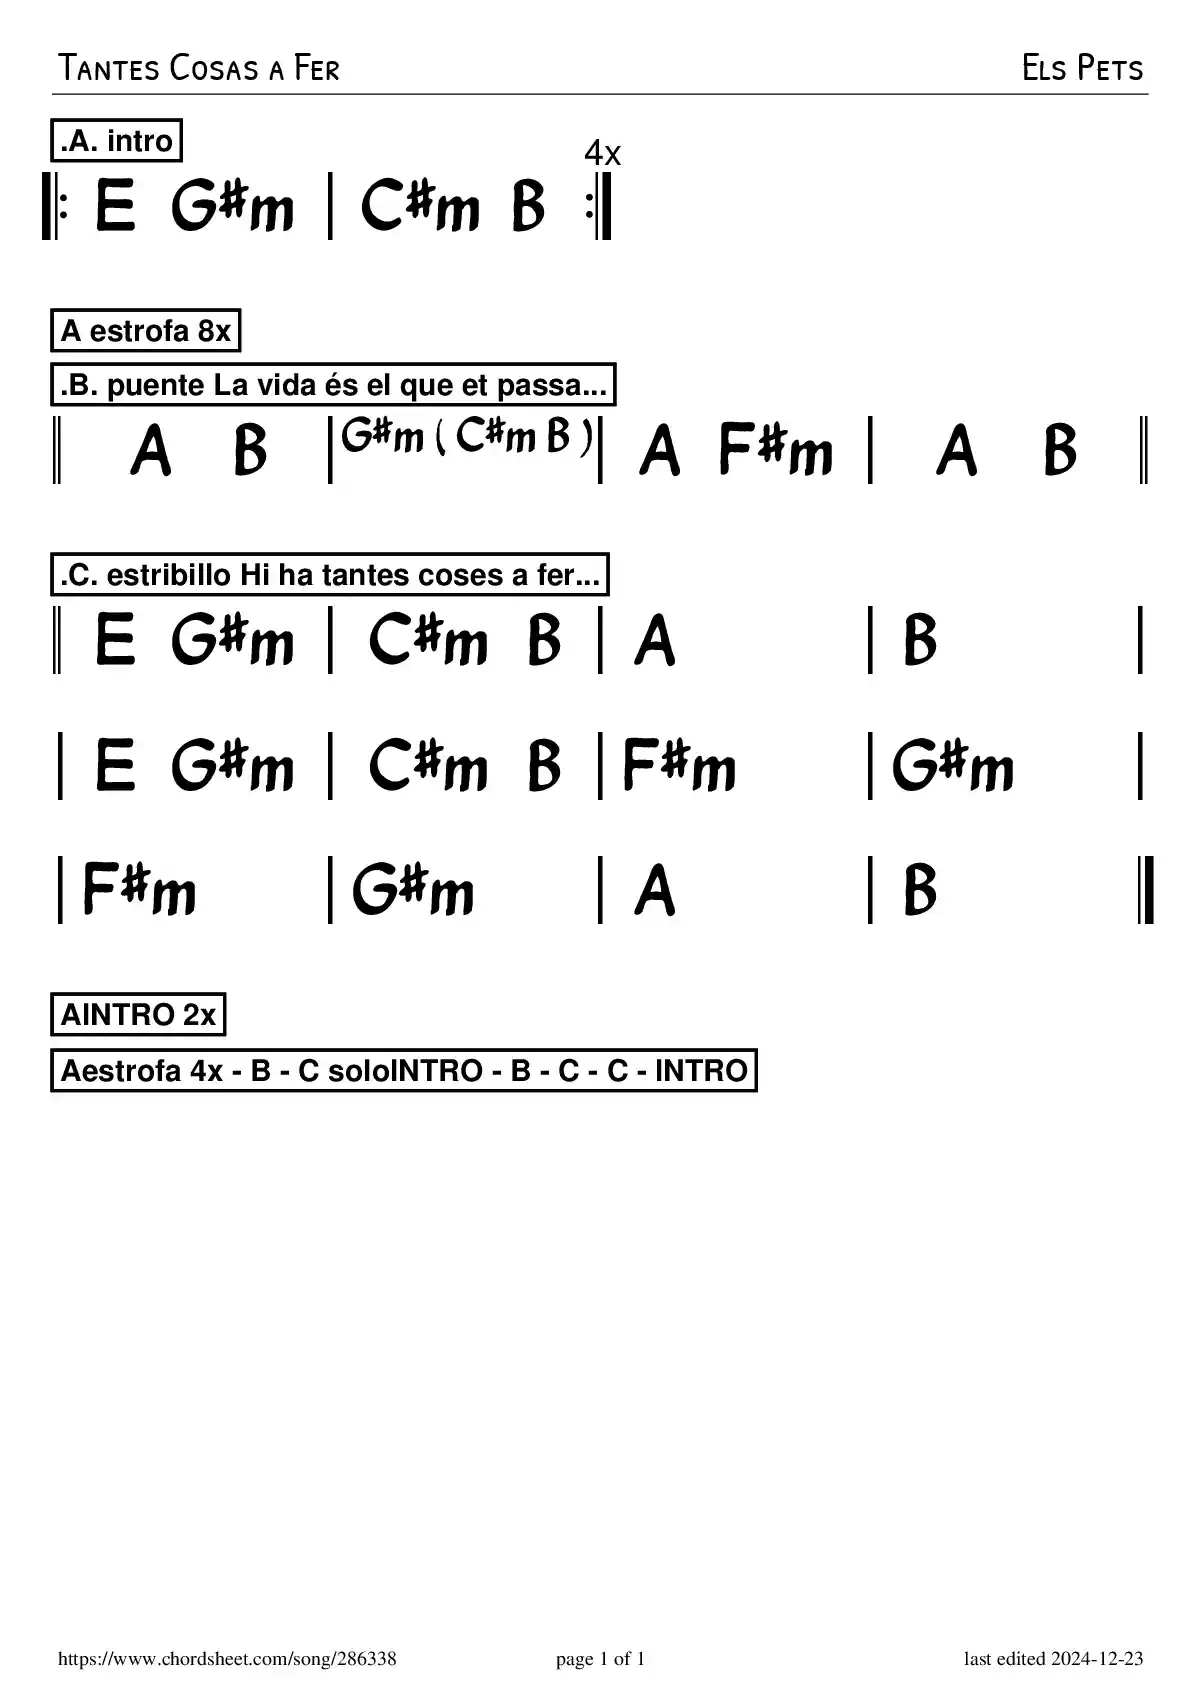 Tantes Cosas a Fer Els Pets
.A. intro
4x
E G#m C#m B
A estrofa 8x
.B. puente La vida és el que et passa...
A B G#m ( C#m B ) A F#m A B
.C. estribillo Hi ha tantes coses a fer...
E G#m C#m B A B
E G#m C#m B F#m G#m
F#m G#m A B
AINTRO 2x
Aestrofa 4x - B - C soloINTRO - B - C - C - INTRO
https://www.chordsheet.com/song/286338 page 1 of 1 last edited 2024-12-23